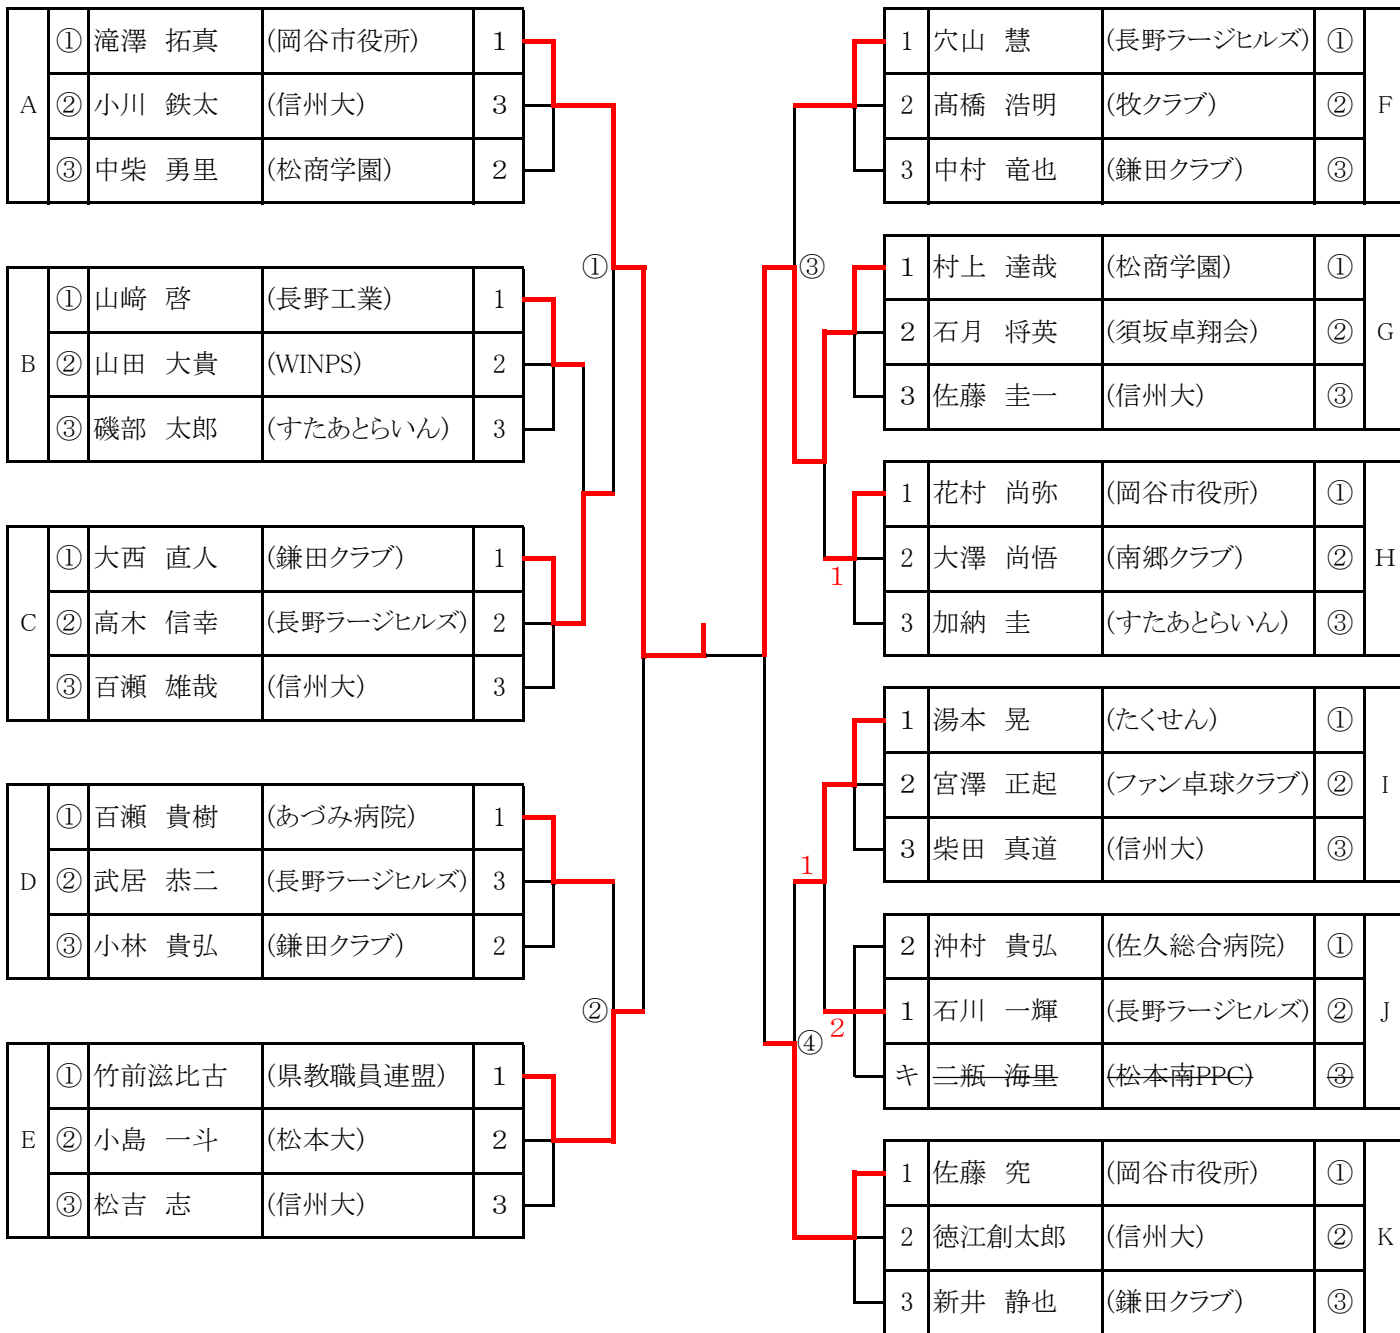 A
① 滝澤 拓真 (岡谷市役所) 1
② 小川 鉄太 (信州大) 3
③ 中柴 勇里 (松商学園) 2
B
① 山﨑 啓 (長野工業) 1
② 山田 大貴 (WINPS) 2
③ 磯部 太郎 (すたあとらいん) 3
C
① 大西 直人 (鎌田クラブ) 1
② 高木 信幸 (長野ラージヒルズ) 2
③ 百瀬 雄哉 (信州大) 3
D
① 百瀬 貴樹 (あづみ病院) 1
② 武居 恭二 (長野ラージヒルズ) 3
③ 小林 貴弘 (鎌田クラブ) 2
E
① 竹前滋比古 (県教職員連盟) 1
② 小島 一斗 (松本大) 2
③ 松吉 志 (信州大) 3
①
②
③
1
1
2
④
1 穴山 慧 (長野ラージヒルズ) ①
2 髙橋 浩明 (牧クラブ) ②
3 中村 竜也 (鎌田クラブ) ③
F
1 村上 達哉 (松商学園) ①
2 石月 将英 (須坂卓翔会) ②
3 佐藤 圭一 (信州大) ③
G
1 花村 尚弥 (岡谷市役所) ①
2 大澤 尚悟 (南郷クラブ) ②
3 加納 圭 (すたあとらいん) ③
H
1 湯本 晃 (たくせん) ①
2 宮澤 正起 (ファン卓球クラブ) ②
3 柴田 真道 (信州大) ③
I
2 沖村 貴弘 (佐久総合病院) ①
1 石川 一輝 (長野ラージヒルズ) ②
キ 二瓶 海里 (松本南PPC) ③
J
1 佐藤 究 (岡谷市役所) ①
2 徳江創太郎 (信州大) ②
3 新井 静也 (鎌田クラブ) ③
K